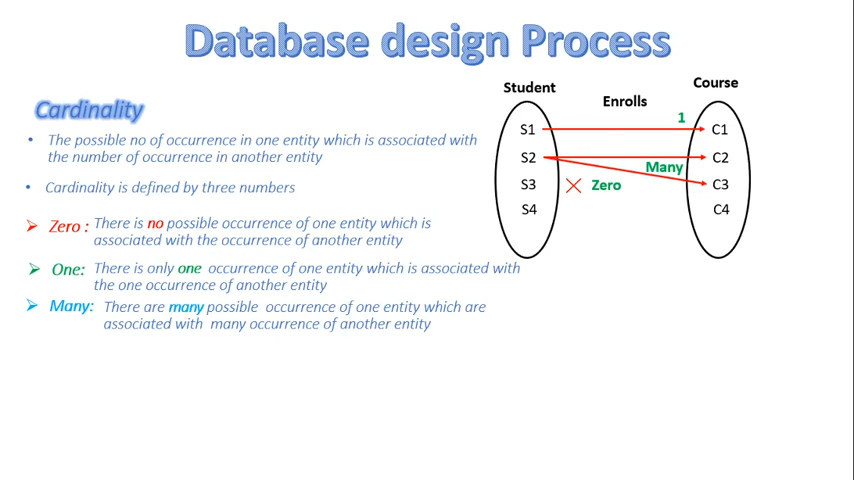 Database design Process
Cardinality
• The possible no of occurrence in one entity which is associated with
the number of occurrence in another entity
• Cardinality is defined by three numbers
➢ Zero : There is no possible occurrence of one entity which is
associated with the occurrence of another entity
➢ One: There is only one occurrence of one entity which is associated with
the one occurrence of another entity
➢ Many: There are many possible occurrence of one entity which are
associated with many occurrence of another entity
Student
Enrolls
Course
S1
S2
S3
S4
1
Many
Zero
C1
C2
C3
C4